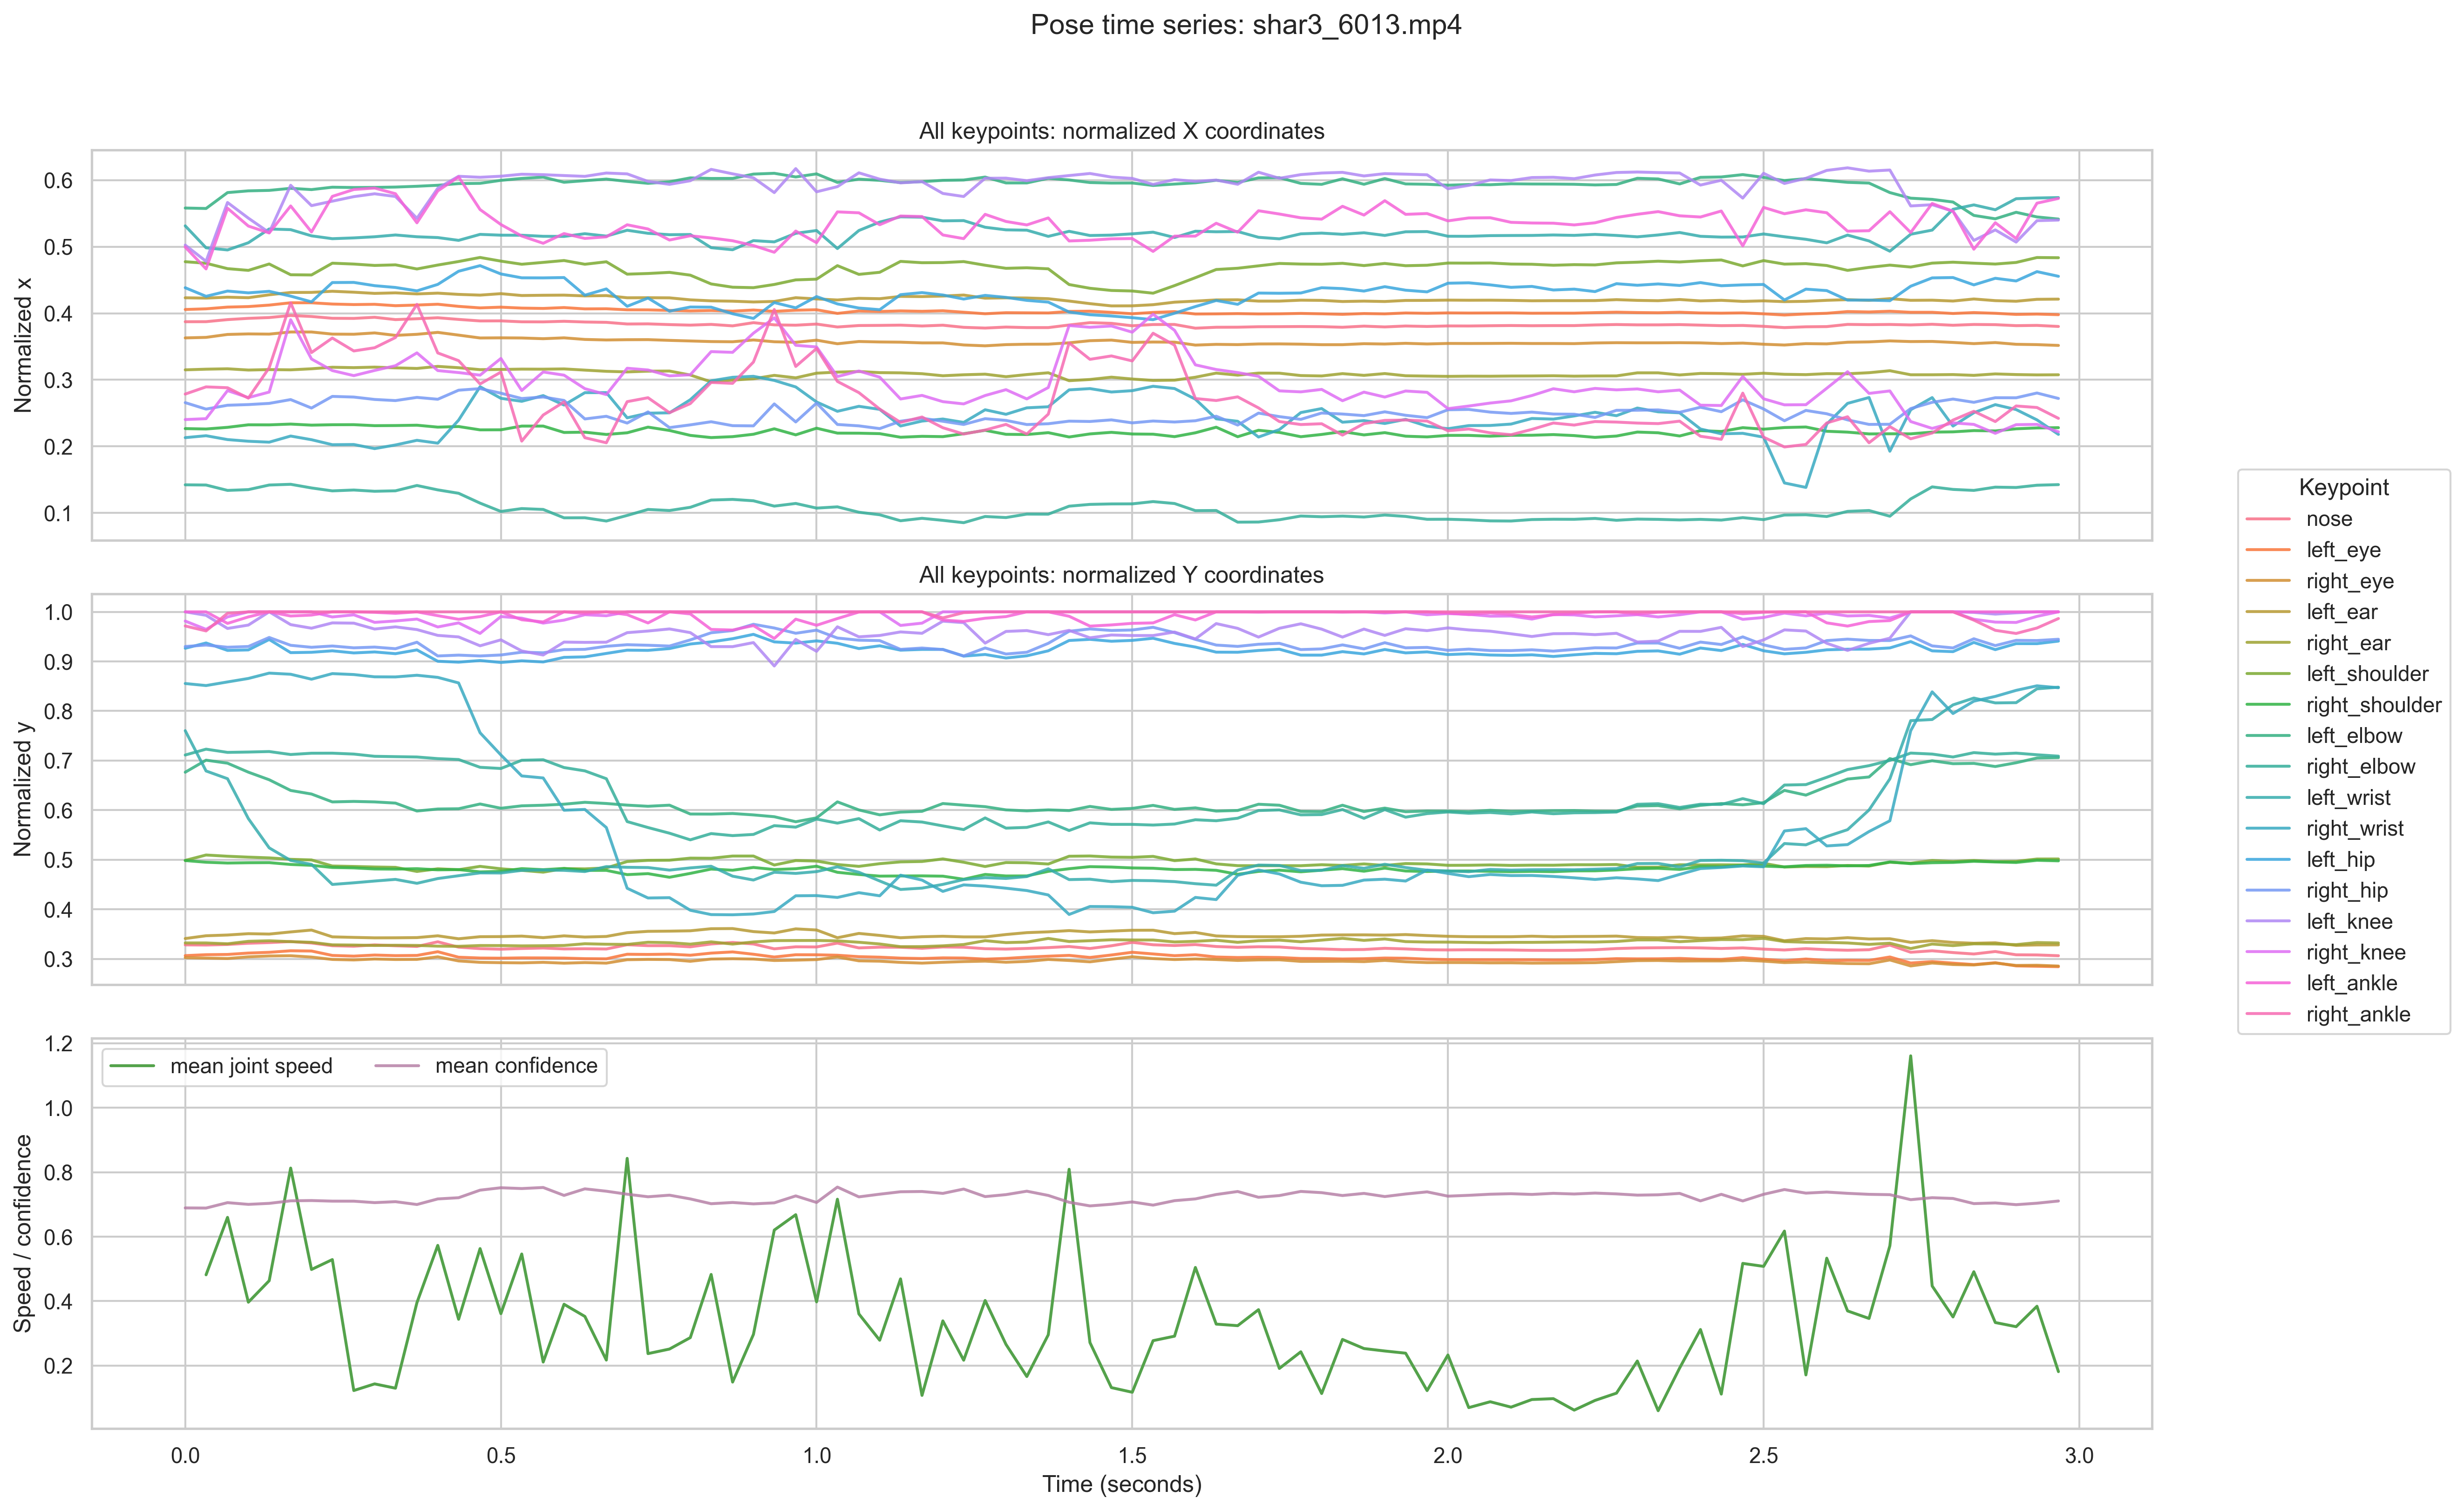 Pose time series: shar3_6013.mp4
All keypoints: normalized X coordinates
Normalized x
0.6
0.5
0.4
0.3
0.2
0.1
All keypoints: normalized Y coordinates
Normalized y
1.0
0.9
0.8
0.7
0.6
0.5
0.4
0.3
Keypoint
nose
left_eye
right_eye
left_ear
right_ear
left_shoulder
right_shoulder
left_elbow
right_elbow
left_wrist
right_wrist
left_hip
right_hip
left_knee
right_knee
left_ankle
right_ankle
mean joint speed mean confidence
Speed / confidence
1.2
1.0
0.8
0.6
0.4
0.2
0.0 0.5 1.0 1.5 2.0 2.5 3.0
Time (seconds)